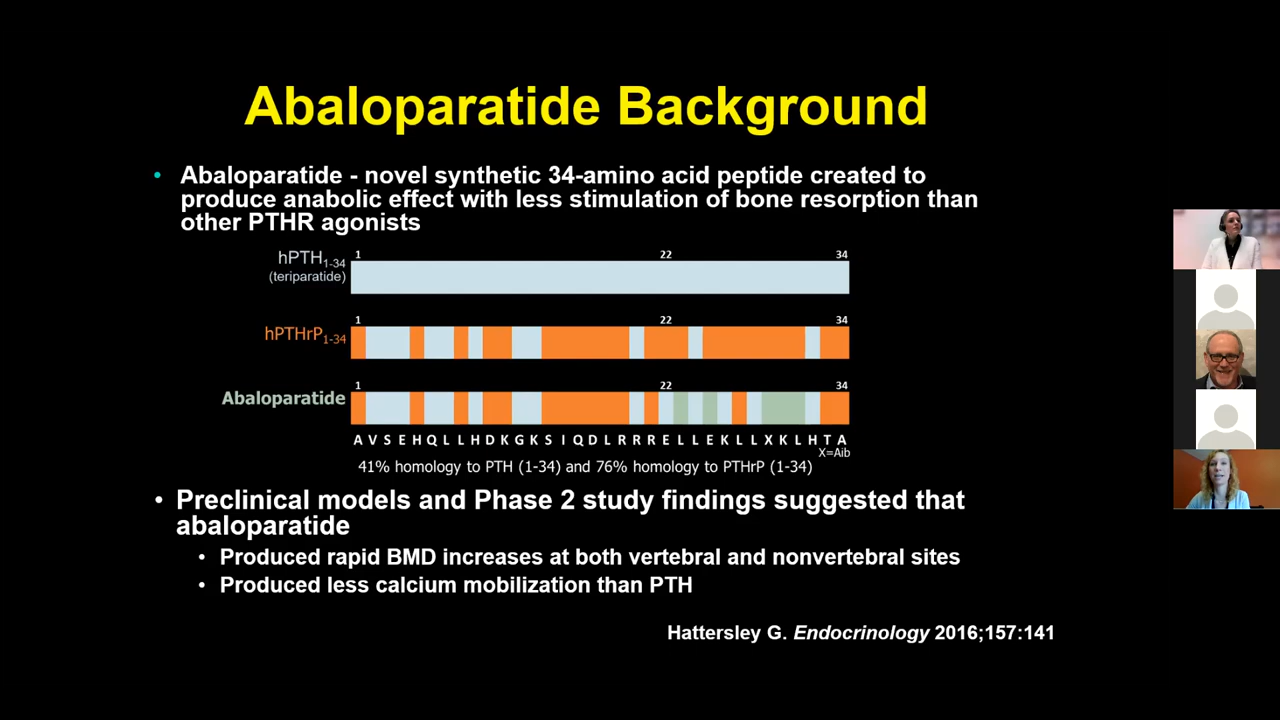 Abaloparatide Background
• Abaloparatide - novel synthetic 34-amino acid peptide created to
produce anabolic effect with less stimulation of bone resorption than
other PTHR agonists
hPTH1-34
(teriparatide)
1 22 34
hPTHrP1-34
1 22 34
Abaloparatide
1 22 34
A V S E H Q L L H D K G K S I Q D L R R R E L L E K L L X K L H T A
X=Aib
41% homology to PTH (1-34) and 76% homology to PTHrP (1-34)
• Preclinical models and Phase 2 study findings suggested that
abaloparatide
• Produced rapid BMD increases at both vertebral and nonvertebral sites
• Produced less calcium mobilization than PTH
Hattersley G. Endocrinology 2016;157:141